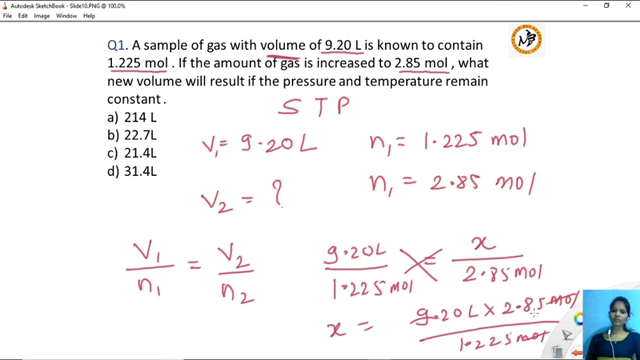 Autodesk SketchBook - Slide10.PNG @ 100.0%
File Edit Image Window Help
Q1. A sample of gas with volume of 9.20 L is known to contain
1.225 mol . If the amount of gas is increased to 2.85 mol , what
new volume will result if the pressure and temperature remain
constant .
a) 214 L
b) 22.7L
c) 21.4L
d) 31.4L
S T P
V1 = 9.20 L n1 = 1.225 mol
V2 = ? n1 = 2.85 mol
V1/n1 = V2/n2
9.20L/1.225 mol = x/2.85 mol
x = 9.20 L x 2.85 mol/1.225 mol